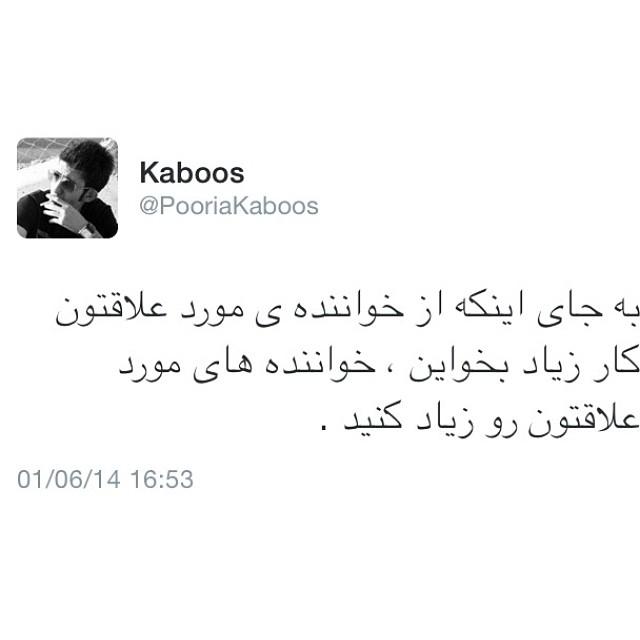 Kaboos
@PooriaKaboos
به جای اینکه از خواننده ی مورد علاقتون
کار زیاد بخواین ، خواننده های مورد
علاقتون رو زیاد کنید .
01/06/14 16:53